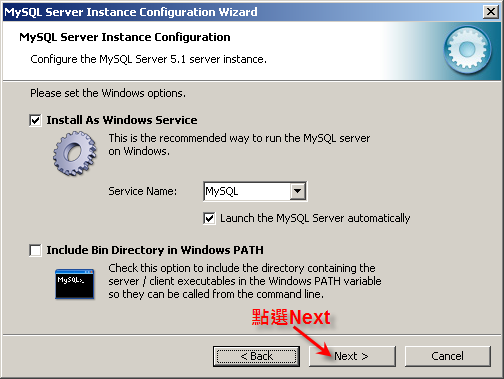 MySQL Server Instance Configuration Wizard
MySQL Server Instance Configuration
Configure the MySQL Server 5.1 server instance.
Please set the Windows options.
Install As Windows Service
This is the recommended way to run the MySQL server
on Windows.
Service Name:
MySQL
Launch the MySQL Server automatically
Include Bin Directory in Windows PATH
MySQL>_
Check this option to include the directory containing the
server / client executables in the Windows PATH variable
so they can be called from the command line.
點選Next
< Back
Next >
Cancel